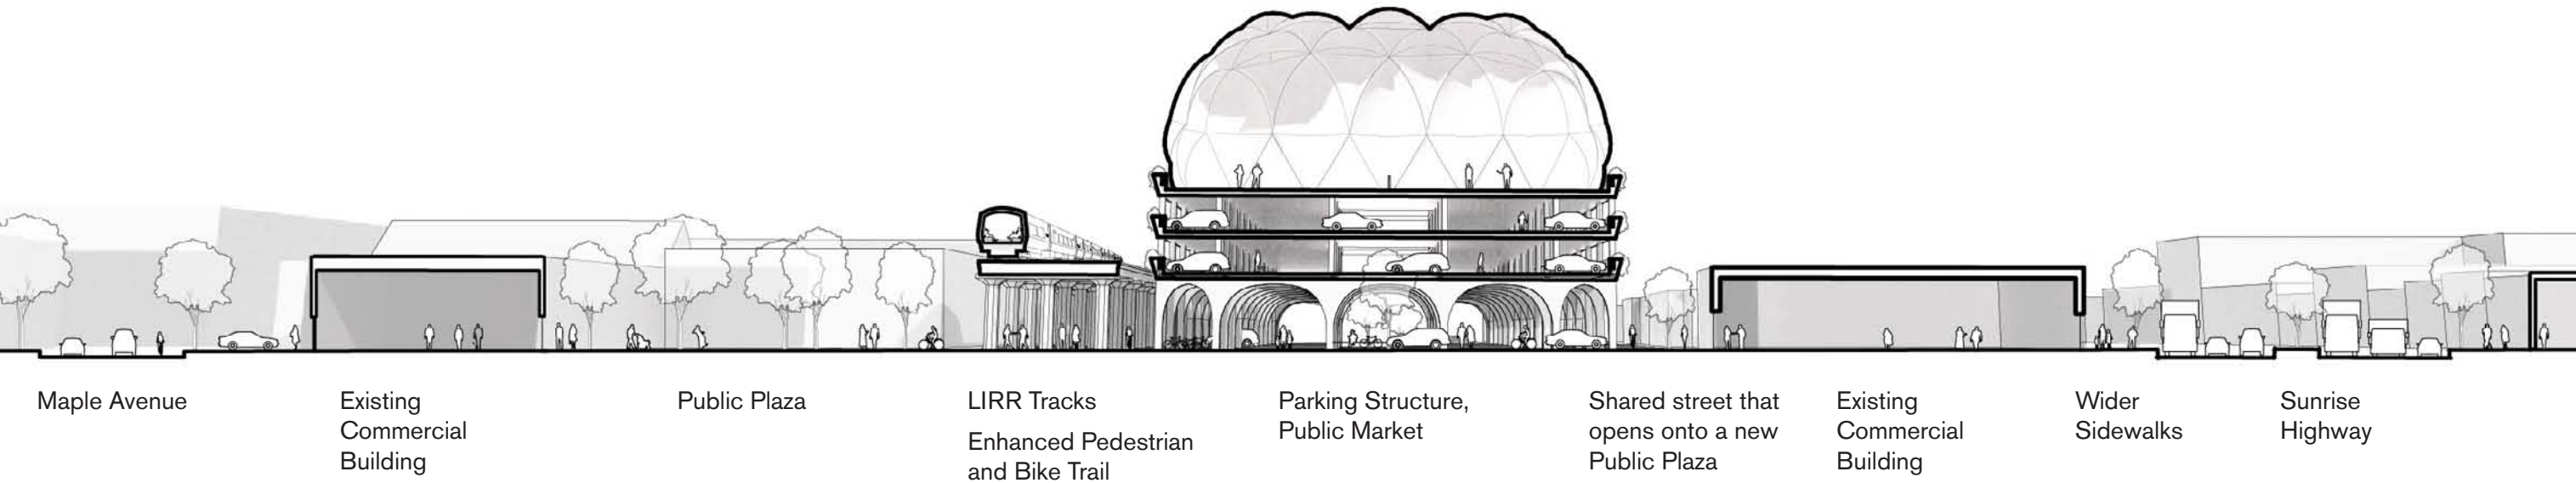 Maple Avenue
Existing
Commercial
Building
Public Plaza
LIRR Tracks
Enhanced Pedestrian
and Bike Trail
Parking Structure,
Public Market
Shared street that
opens onto a new
Public Plaza
Existing
Commercial
Building
Wider
Sidewalks
Sunrise
Highway